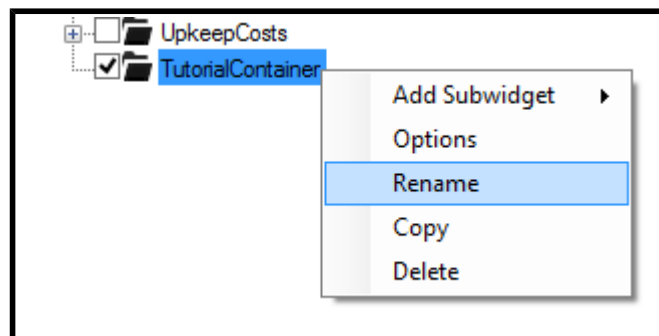 UpkeepCosts
TutorialContainer
Add Subwidget
Options
Rename
Copy
Delete